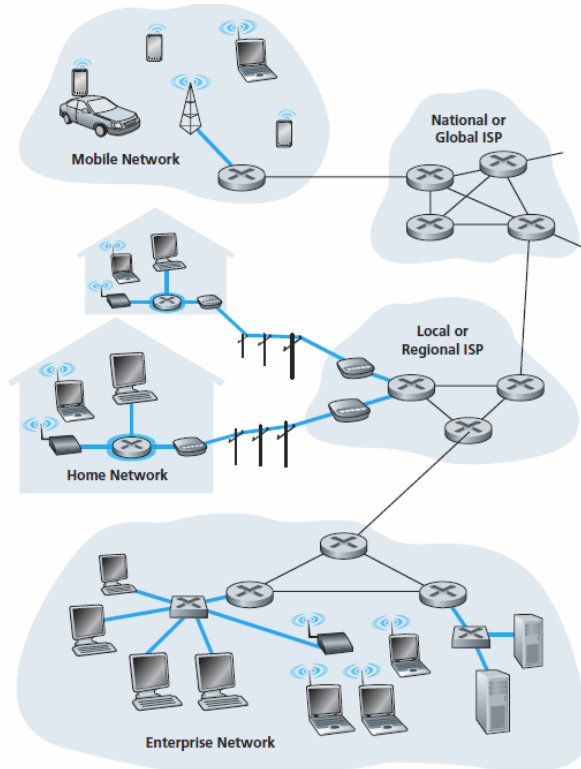 National or
Global ISP
Mobile Network
Local or
Regional ISP
Home Network
Enterprise Network